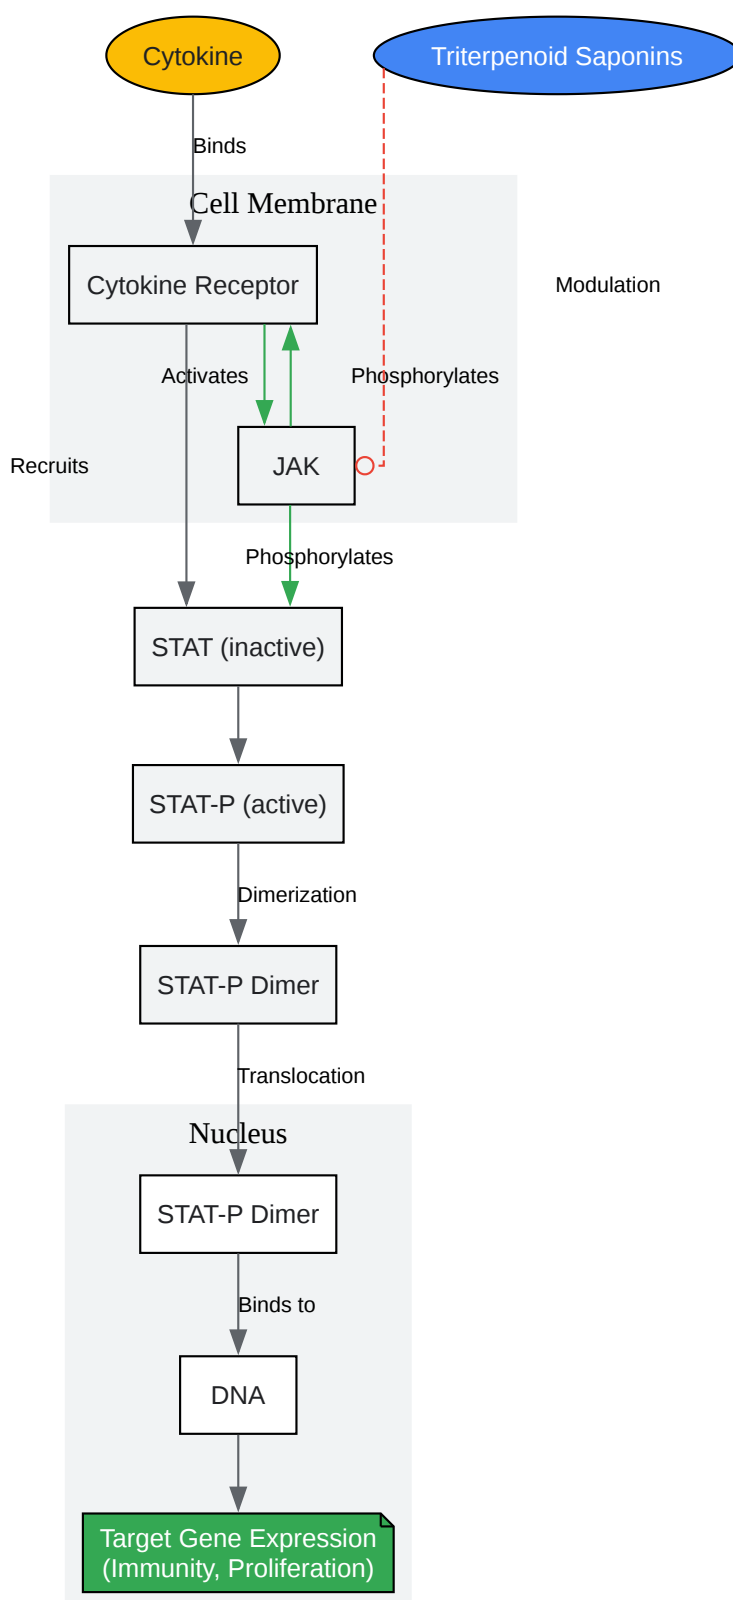 Cytokine
Triterpenoid Saponins
Binds
Cell Membrane
Cytokine Receptor
Modulation
Activates
Phosphorylates
Recruits
JAK
Phosphorylates
STAT (inactive)
STAT-P (active)
Dimerization
STAT-P Dimer
Translocation
Nucleus
STAT-P Dimer
Binds to
DNA
Target Gene Expression
(Immunity, Proliferation)